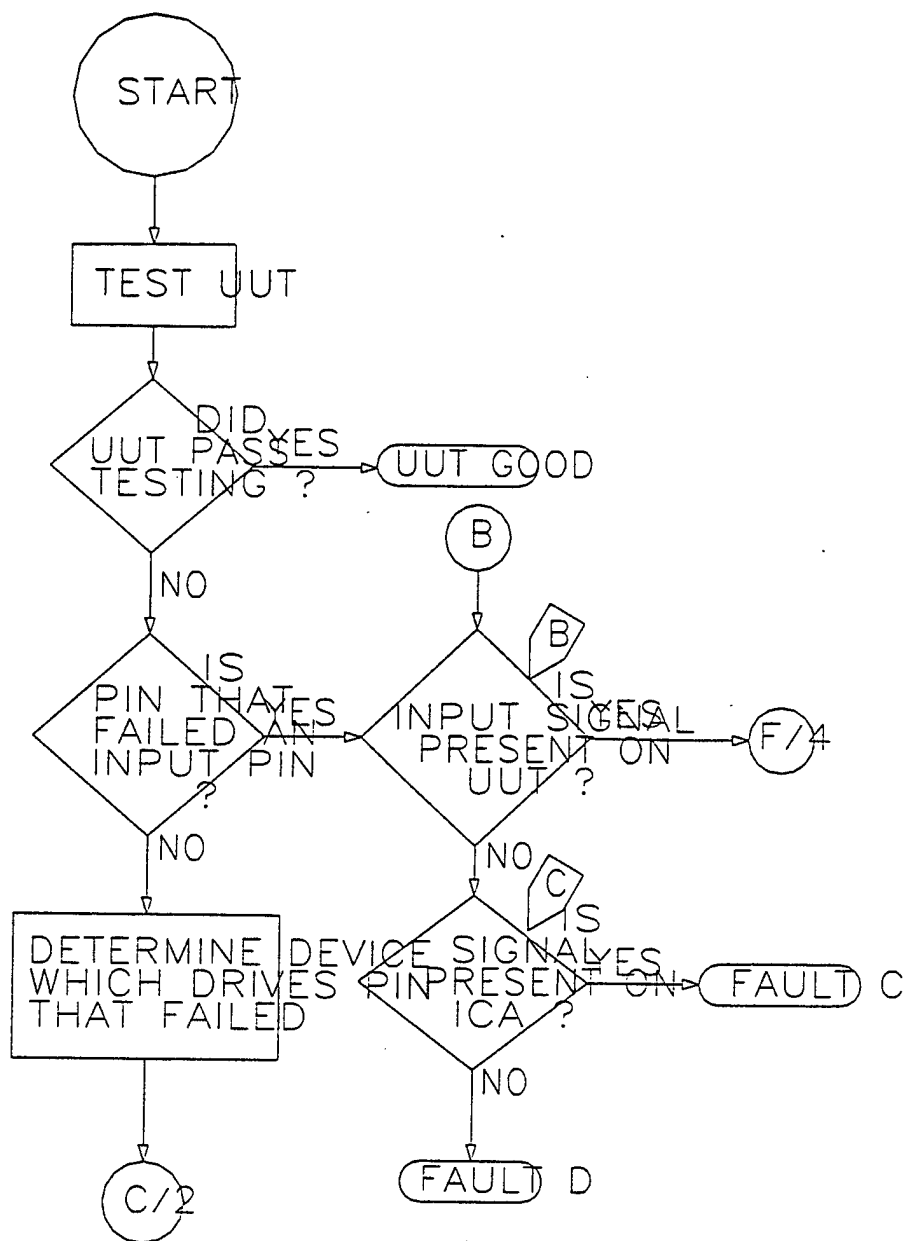 START
TEST UUT
DID
UUT PASS
TESTING ?
YES
UUT GOOD
NO
B
IS
PIN THAT
FAILED AN
INPUT PIN
?
YES
B
IS
INPUT SIGNAL
PRESENT ON
UUT ?
YES
F/4
NO
NO
C
DETERMINE DEVICE
WHICH DRIVES PIN
THAT FAILED
IS
SIGNAL
PRESENT ON
ICA ?
YES
FAULT C
NO
C/2
FAULT D